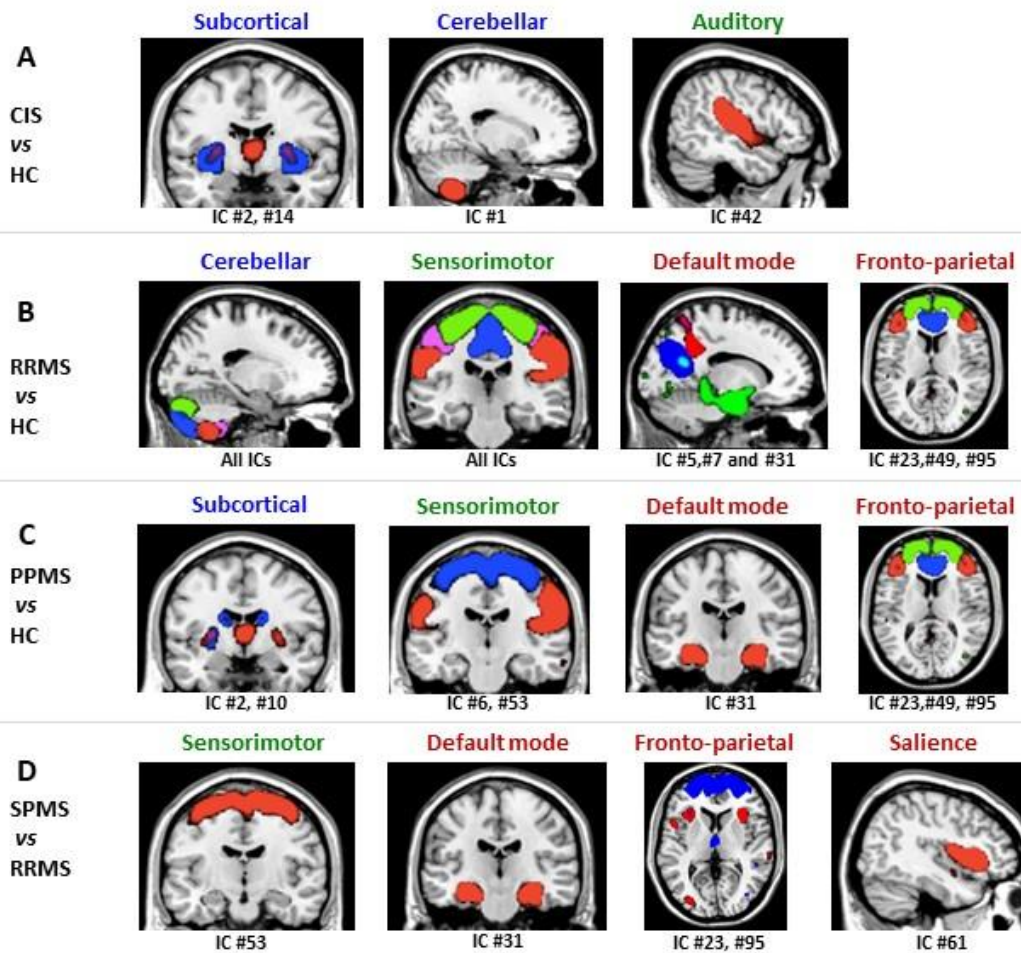 A
CIS
vs
HC
Subcortical
Cerebellar
Auditory
IC #2, #14
IC #1
IC #42
B
RRMS
vs
HC
Cerebellar
Sensorimotor
Default mode
Fronto-parietal
All ICs
All ICs
IC #5,#7 and #31
IC #23,#49, #95
C
PPMS
vs
HC
Subcortical
Sensorimotor
Default mode
Fronto-parietal
IC #2, #10
IC #6, #53
IC #31
IC #23,#49, #95
D
SPMS
vs
RRMS
Sensorimotor
Default mode
Fronto-parietal
Salience
IC #53
IC #31
IC #23, #95
IC #61